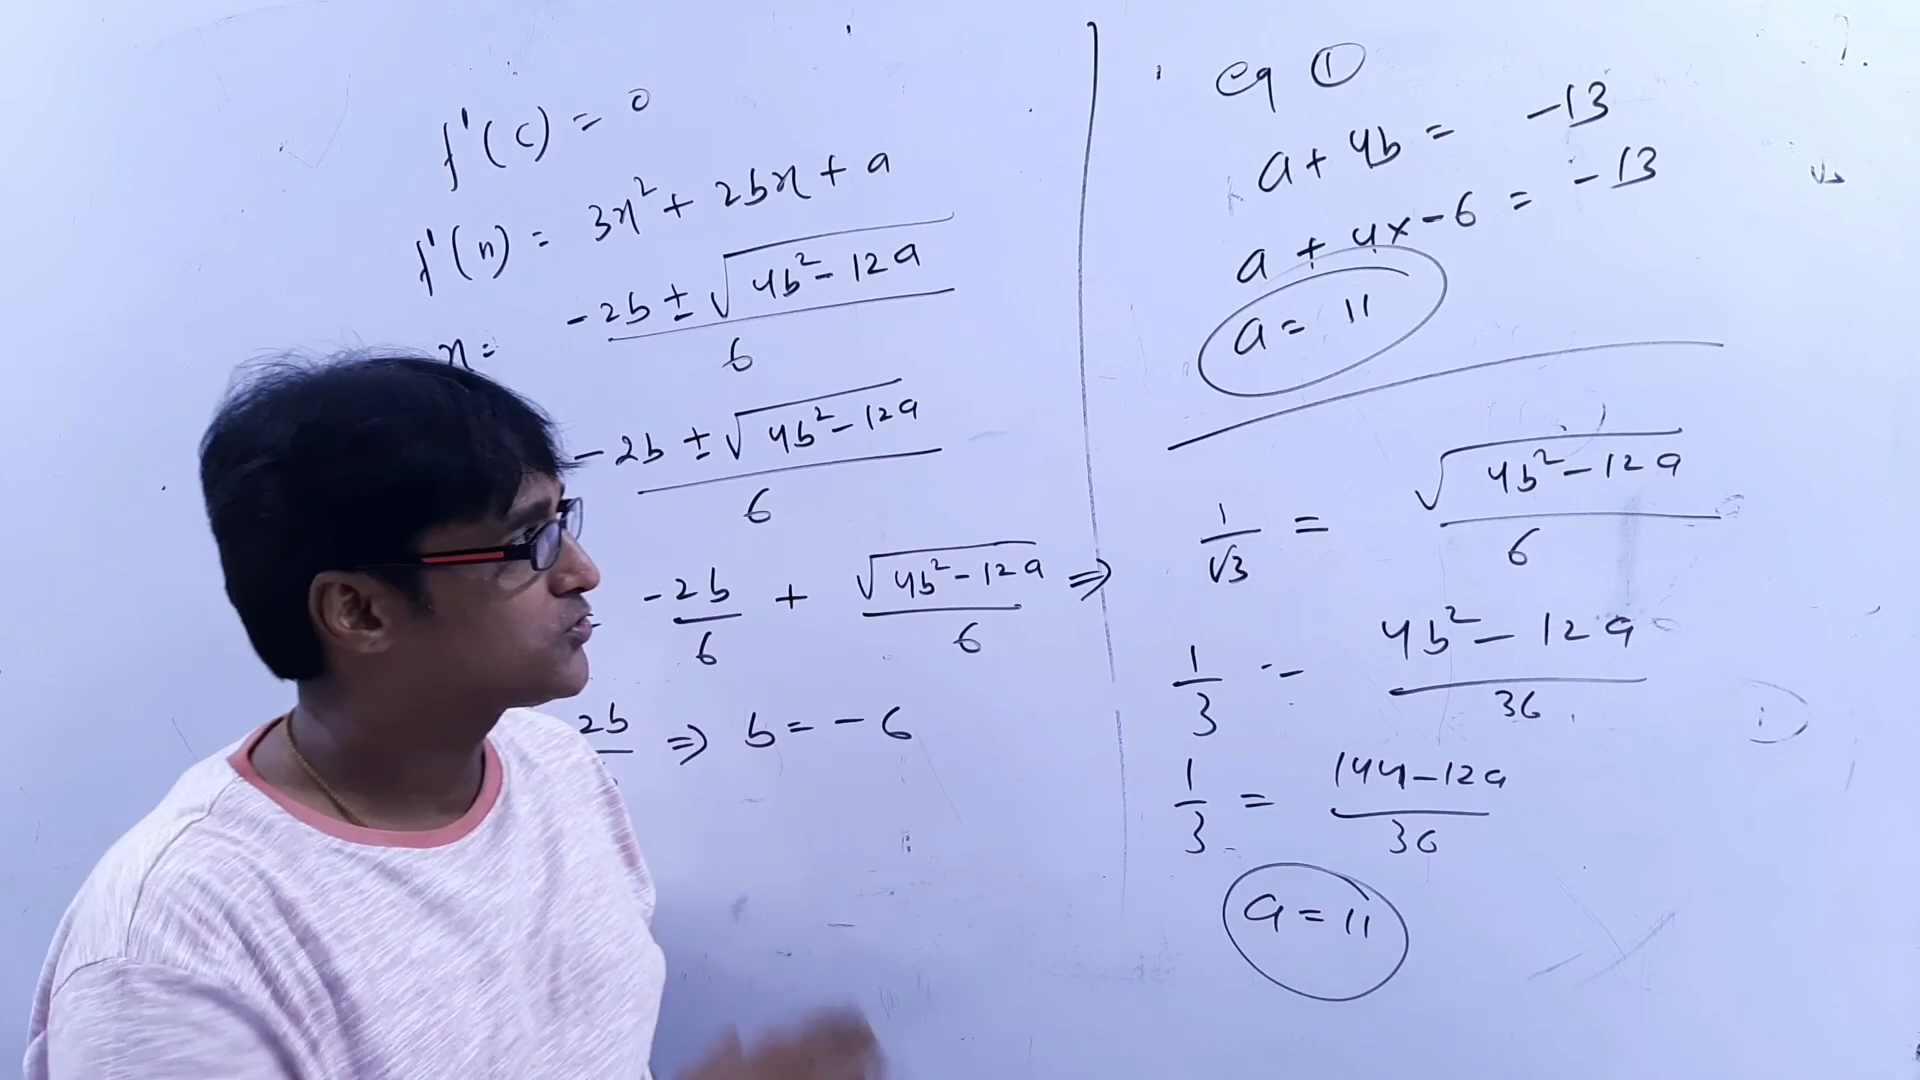 f'(c) = 0
f'(n) = 3x² + 2bx + a
x = -2b ± √4b² - 12a / 6
-2b ± √4b² - 12a / 6
-2b/6 + √4b² - 12a / 6 ⇒
2b ⇒ b = -6
eq ①
a + 4b = -13
a + 4x-6 = -13
a = 11
1/√3 = √4b² - 12a / 6
1/3 = 4b² - 12a / 36
1/3 = 144 - 12a / 36
a = 11